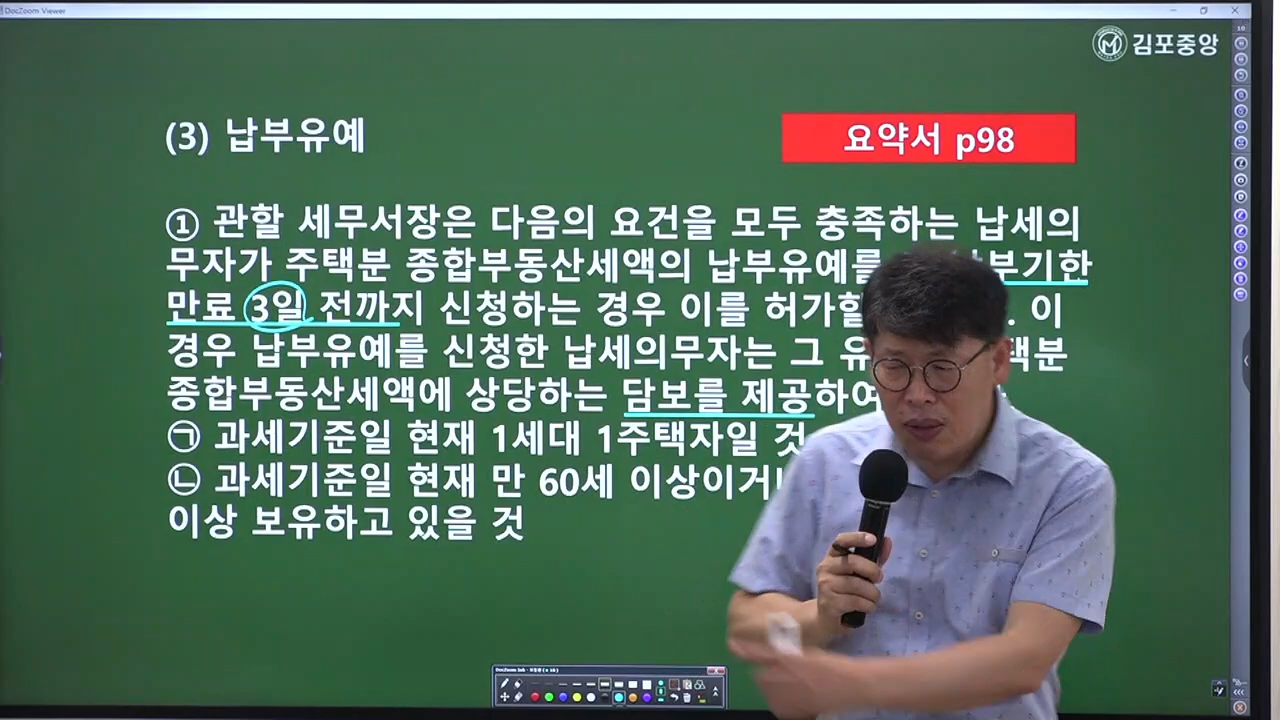 DocZoom Viewer
김포중앙
(3) 납부유예
요약서 p98
① 관할 세무서장은 다음의 요건을 모두 충족하는 납세의
무자가 주택분 종합부동산세액의 납부유예를 부기한
만료 3일 전까지 신청하는 경우 이를 허가할 . 이
경우 납부유예를 신청한 납세의무자는 그 유 택분
종합부동산세액에 상당하는 담보를 제공하여
㉠ 과세기준일 현재 1세대 1주택자일 것
㉡ 과세기준일 현재 만 60세 이상이거나
이상 보유하고 있을 것